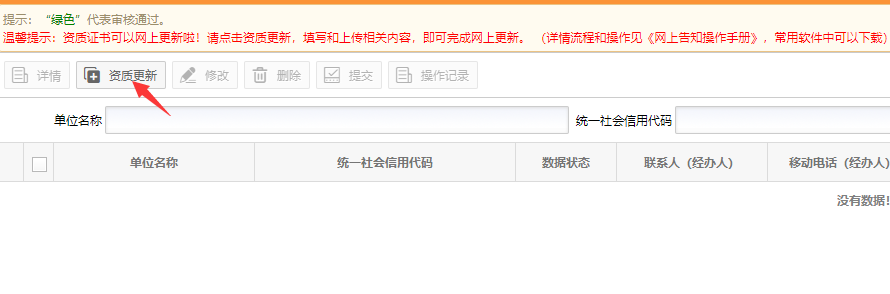 提示：“绿色”代表审核通过。
温馨提示：资质证书可以网上更新啦！请点击资质更新，填写和上传相关内容，即可完成网上更新。（详情流程和操作见《网上告知操作手册》，常用软件中可以下载）
详情 资质更新 修改 删除 提交 操作记录
单位名称 统一社会信用代码
单位名称 统一社会信用代码 数据状态 联系人（经办人） 移动电话（经办人）
没有数据!